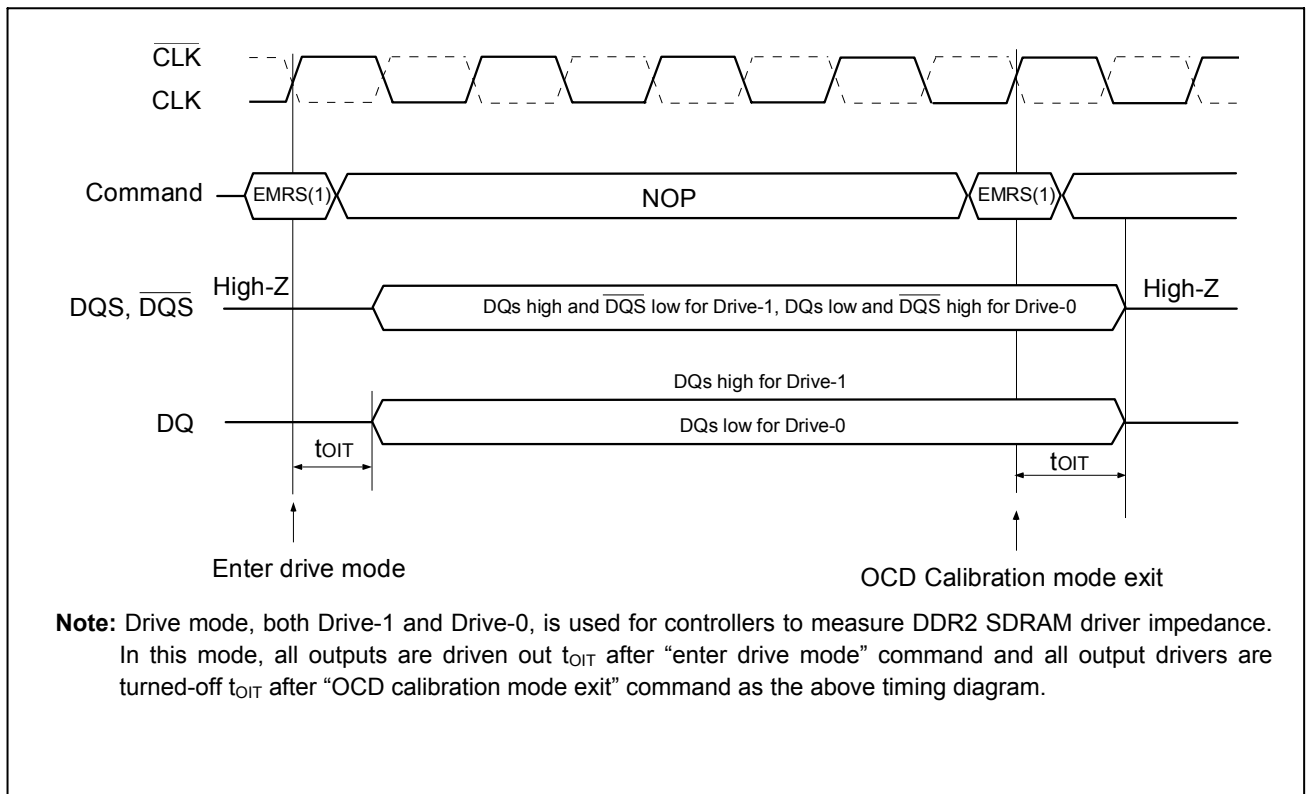 CLK
CLK
Command
EMRS(1)
NOP
EMRS(1)
DQS, DQS
High-Z
DQs high and DQS low for Drive-1, DQs low and DQS high for Drive-0
High-Z
DQs high for Drive-1
DQ
DQs low for Drive-0
tOIT
tOIT
Enter drive mode
OCD Calibration mode exit
Note: Drive mode, both Drive-1 and Drive-0, is used for controllers to measure DDR2 SDRAM driver impedance.
In this mode, all outputs are driven out tOIT after “enter drive mode” command and all output drivers are
turned-off tOIT after “OCD calibration mode exit” command as the above timing diagram.